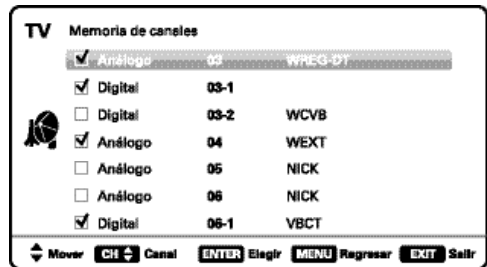 TV Memoria de canales
Análogo 03 WREG-DT
Digital 03-1
Digital 03-2 WCVB
Análogo 04 WEXT
Análogo 05 NICK
Análogo 06 NICK
Digital 06-1 VBCT
Mover CH Canal ENTER Elegir MENU Regresar EXIT Salir